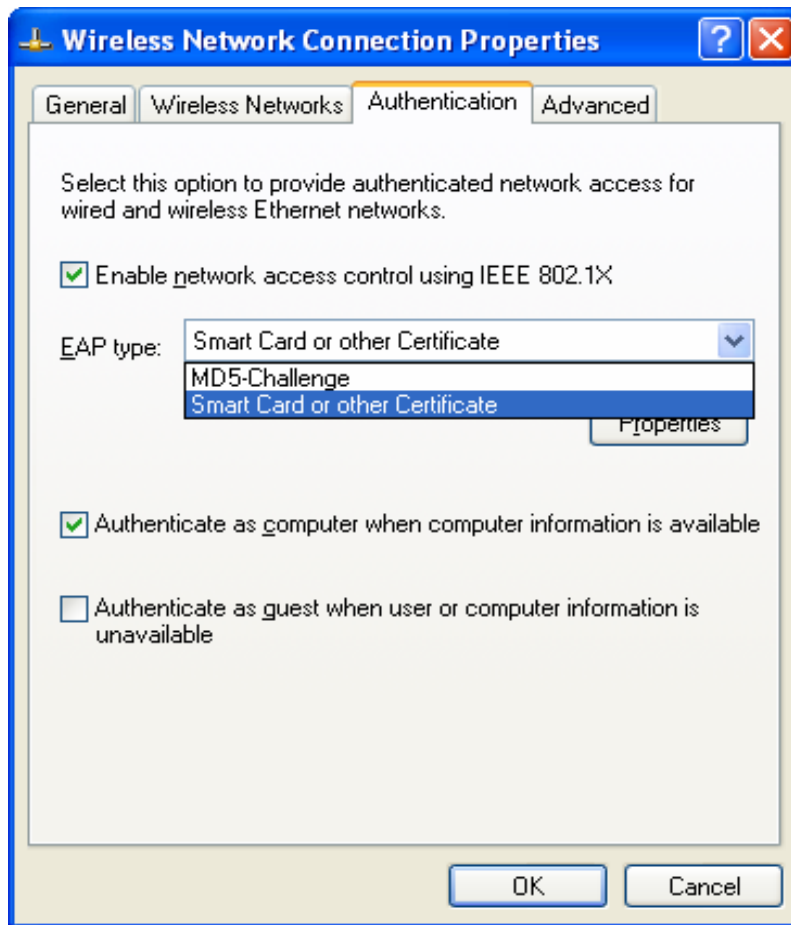 Wireless Network Connection Properties
General Wireless Networks Authentication Advanced
Select this option to provide authenticated network access for
wired and wireless Ethernet networks.
Enable network access control using IEEE 802.1X
EAP type: Smart Card or other Certificate
MD5-Challenge
Smart Card or other Certificate
Properties
Authenticate as computer when computer information is available
Authenticate as guest when user or computer information is
unavailable
OK Cancel